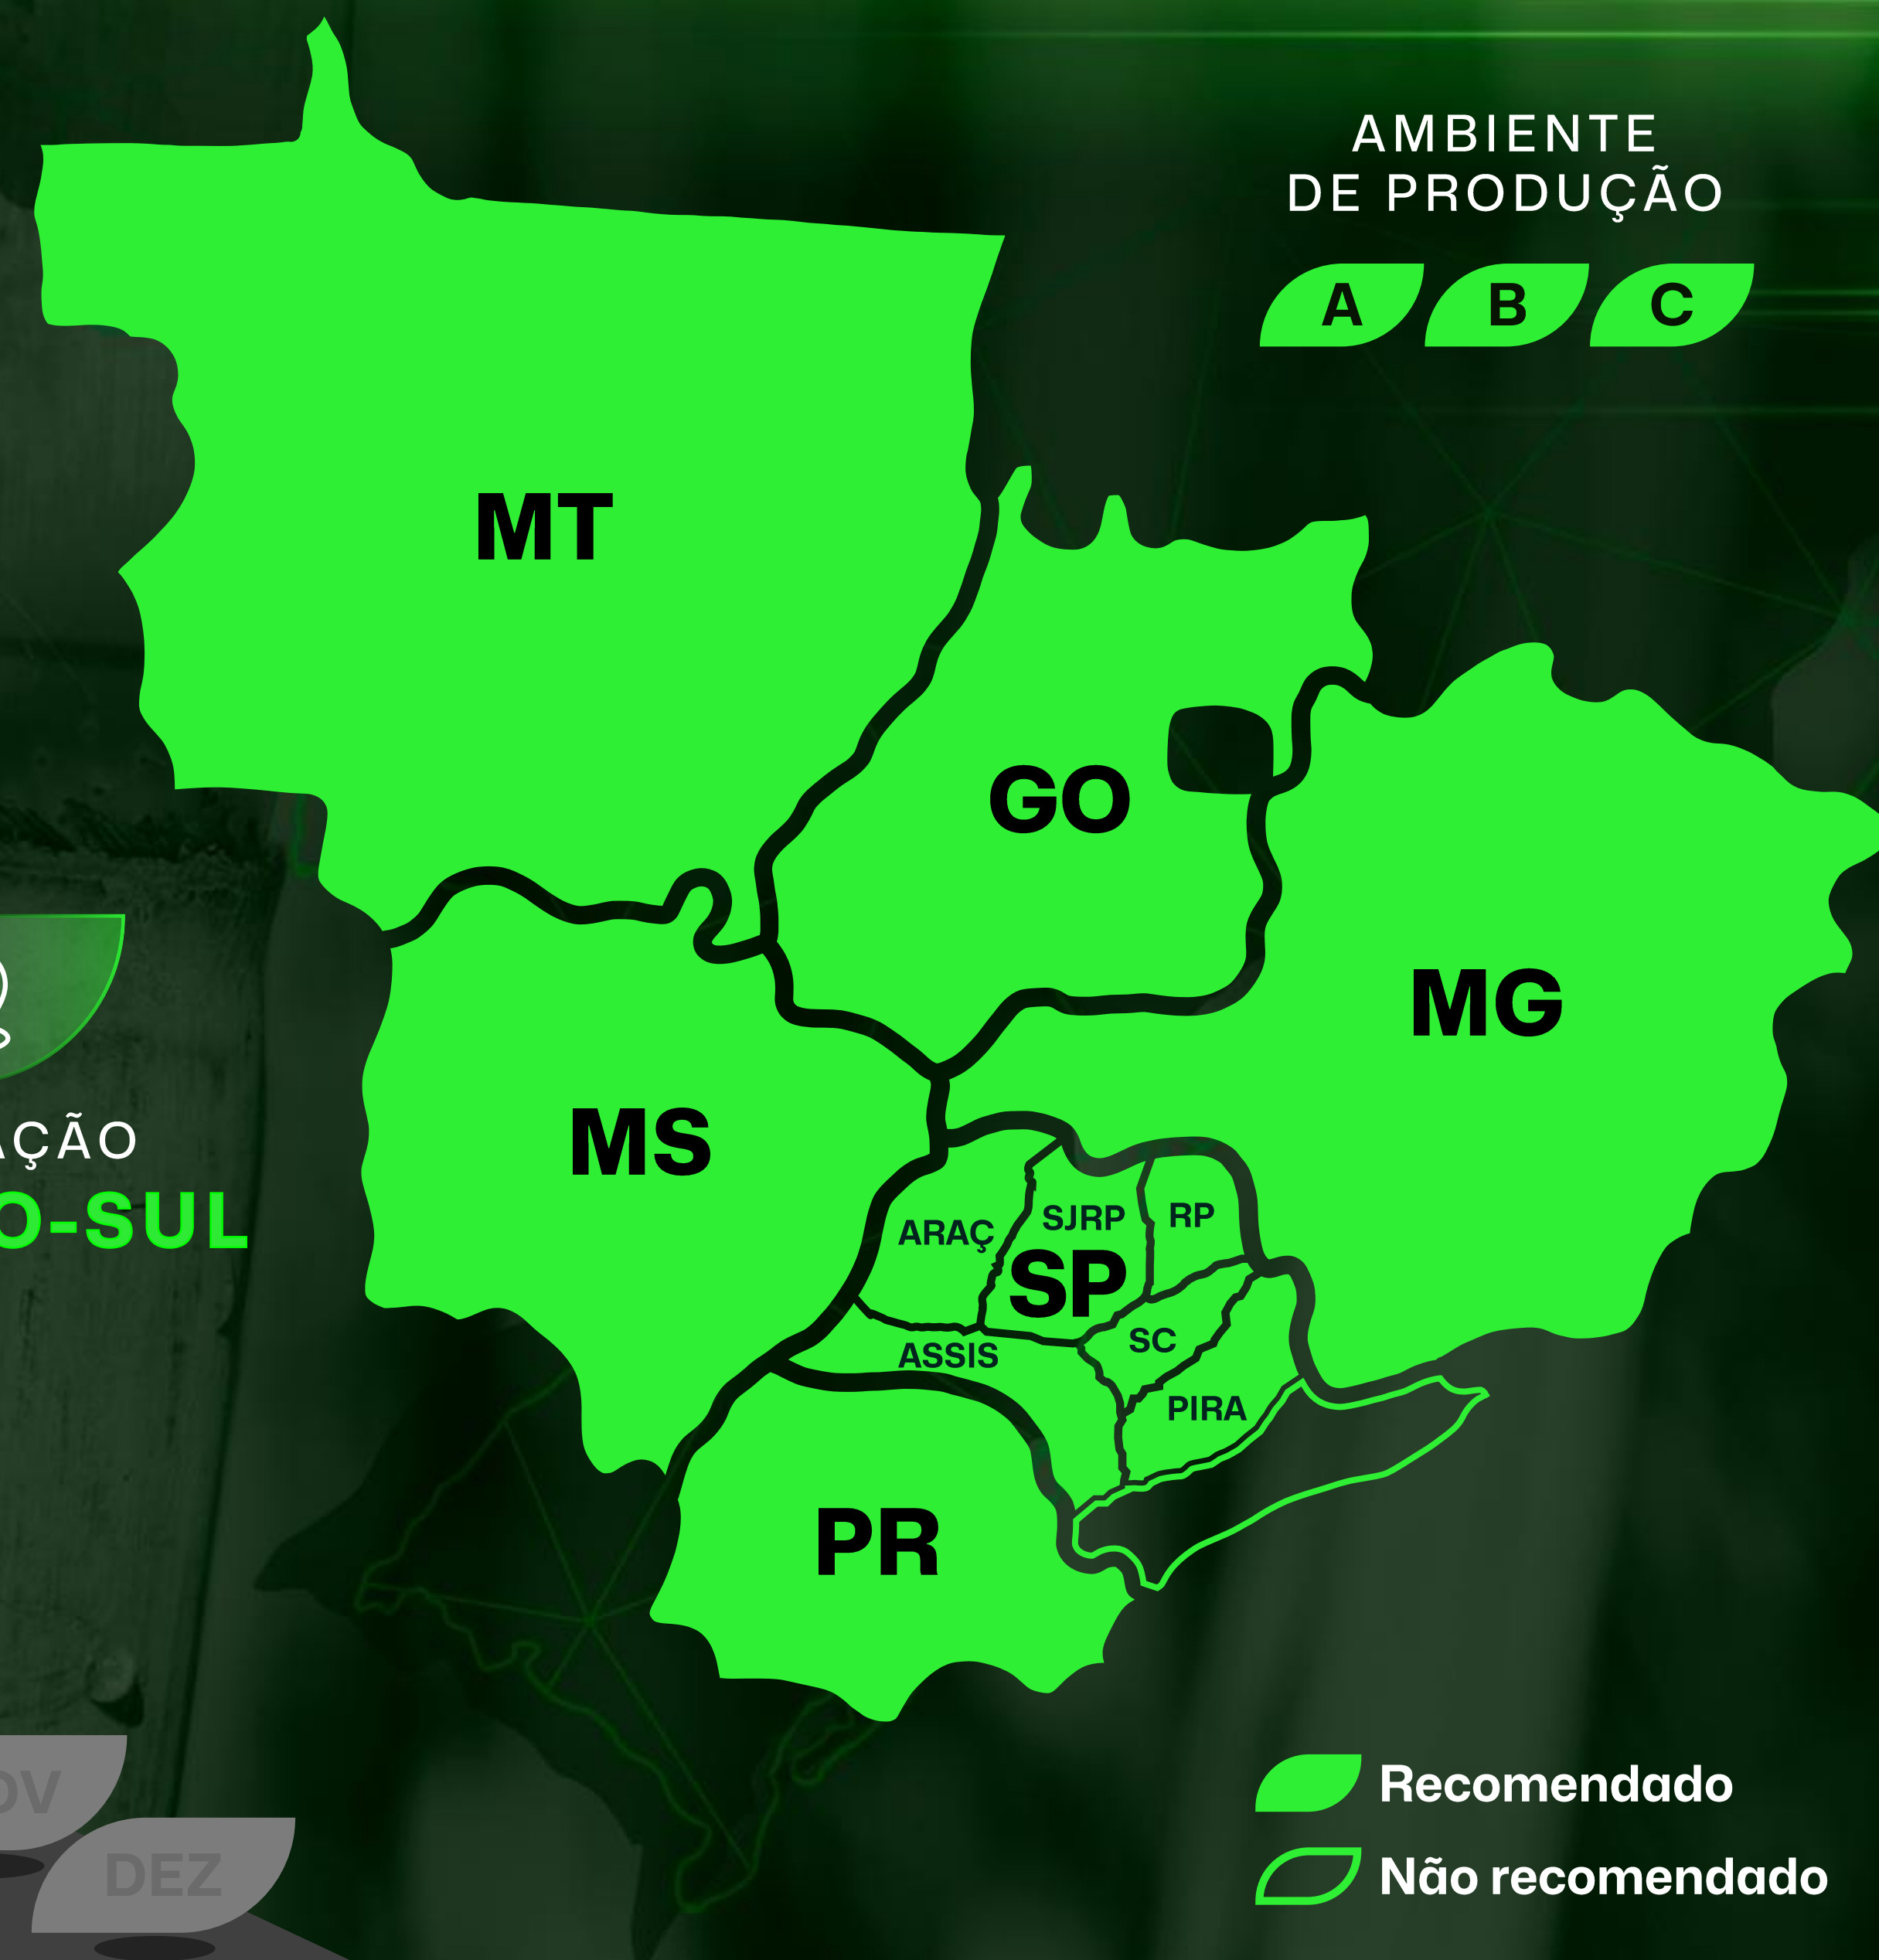 AMBIENTE
DE PRODUÇÃO
A B C
MT
GO
MG
MS
ARAÇ
SJRP
RP
SP
SC
ASSIS
PIRA
PR
AÇÃO
O-SUL
OV
DEZ
Recomendado
Não recomendado